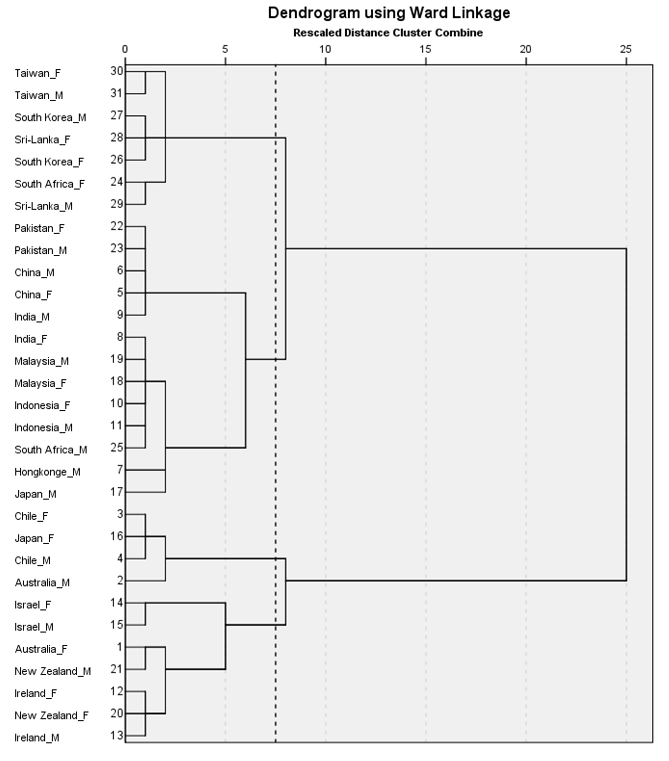 Dendrogram using Ward Linkage
Rescaled Distance Cluster Combine
0 5 10 15 20 25
Taiwan_F 30
Taiwan_M 31
South Korea_M 27
Sri-Lanka_F 28
South Korea_F 26
South Africa_F 24
Sri-Lanka_M 29
Pakistan_F 22
Pakistan_M 23
China_M 6
China_F 5
India_M 9
India_F 8
Malaysia_M 19
Malaysia_F 18
Indonesia_F 10
Indonesia_M 11
South Africa_M 25
Hongkonge_M 7
Japan_M 17
Chile_F 3
Japan_F 16
Chile_M 4
Australia_M 2
Israel_F 14
Israel_M 15
Australia_F 1
New Zealand_M 21
Ireland_F 12
New Zealand_F 20
Ireland_M 13